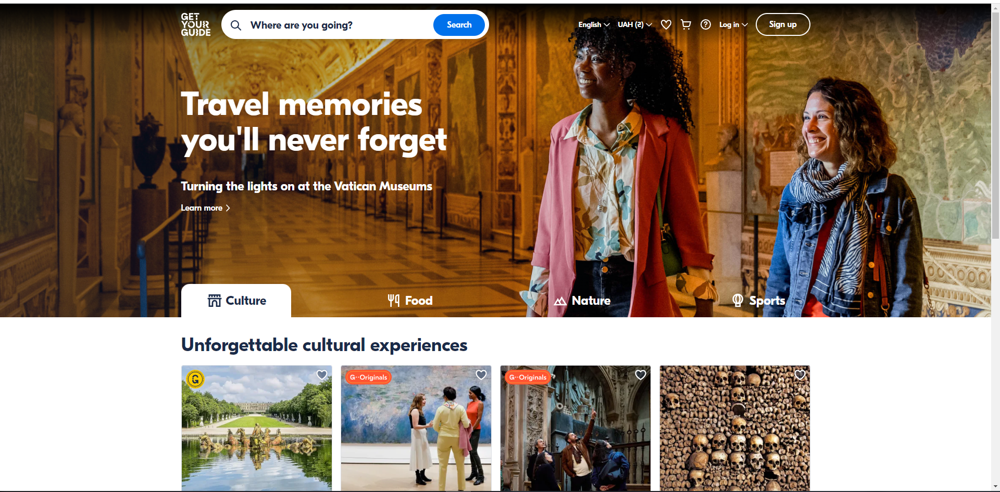 GET
YOUR
GUIDE
Where are you going?
Search
English
UAH (₴)
Log in
Sign up
Travel memories
you'll never forget
Turning the lights on at the Vatican Museums
Learn more
Culture
Food
Nature
Sports
Unforgettable cultural experiences
G
G··Originals
G··Originals